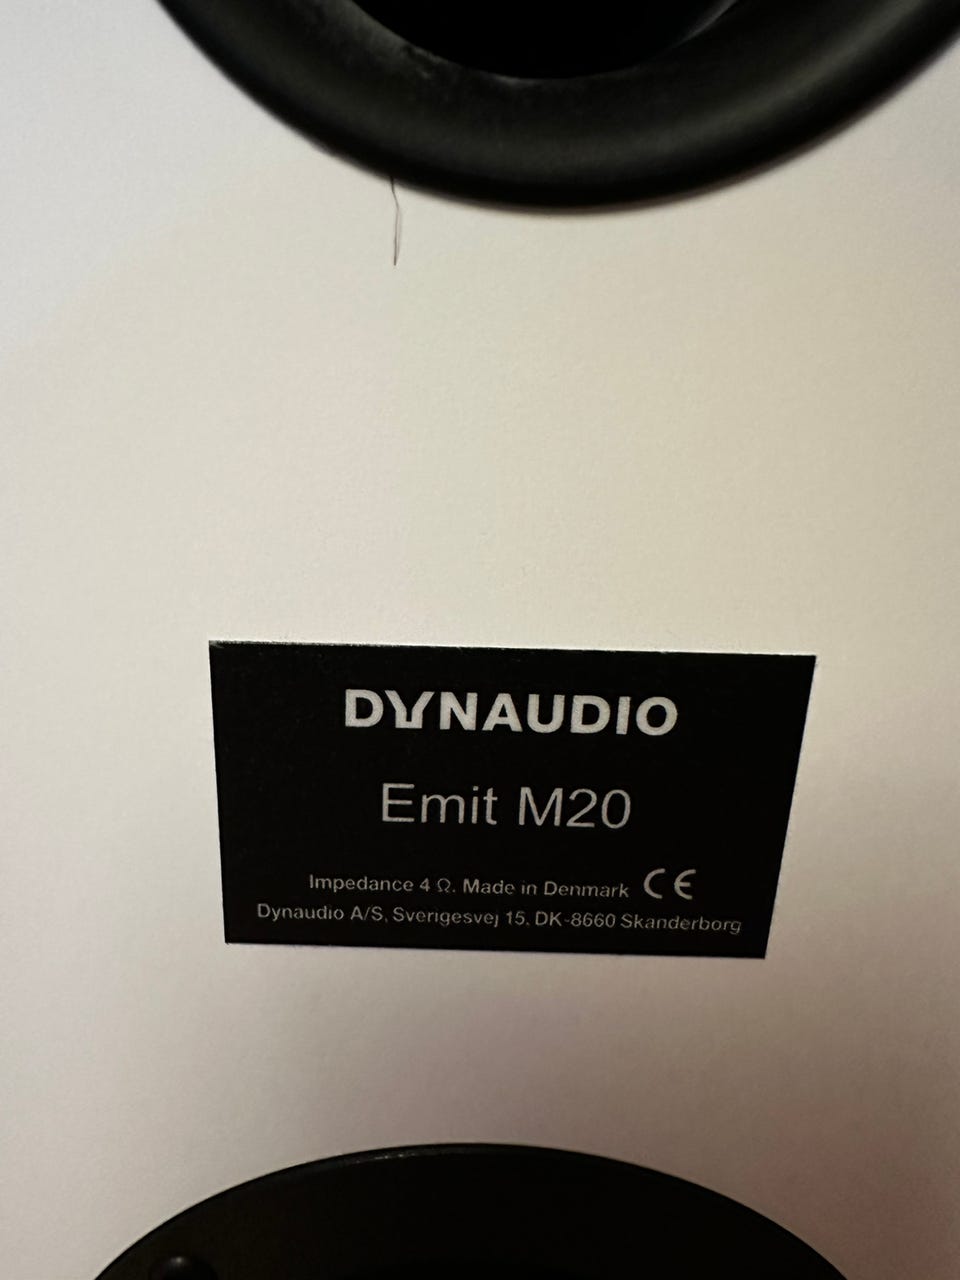 DYNAUDIO
Emit M20
Impedance 4 Ω. Made in Denmark CE
Dynaudio A/S, Sverigesvej 15, DK-8660 Skanderborg